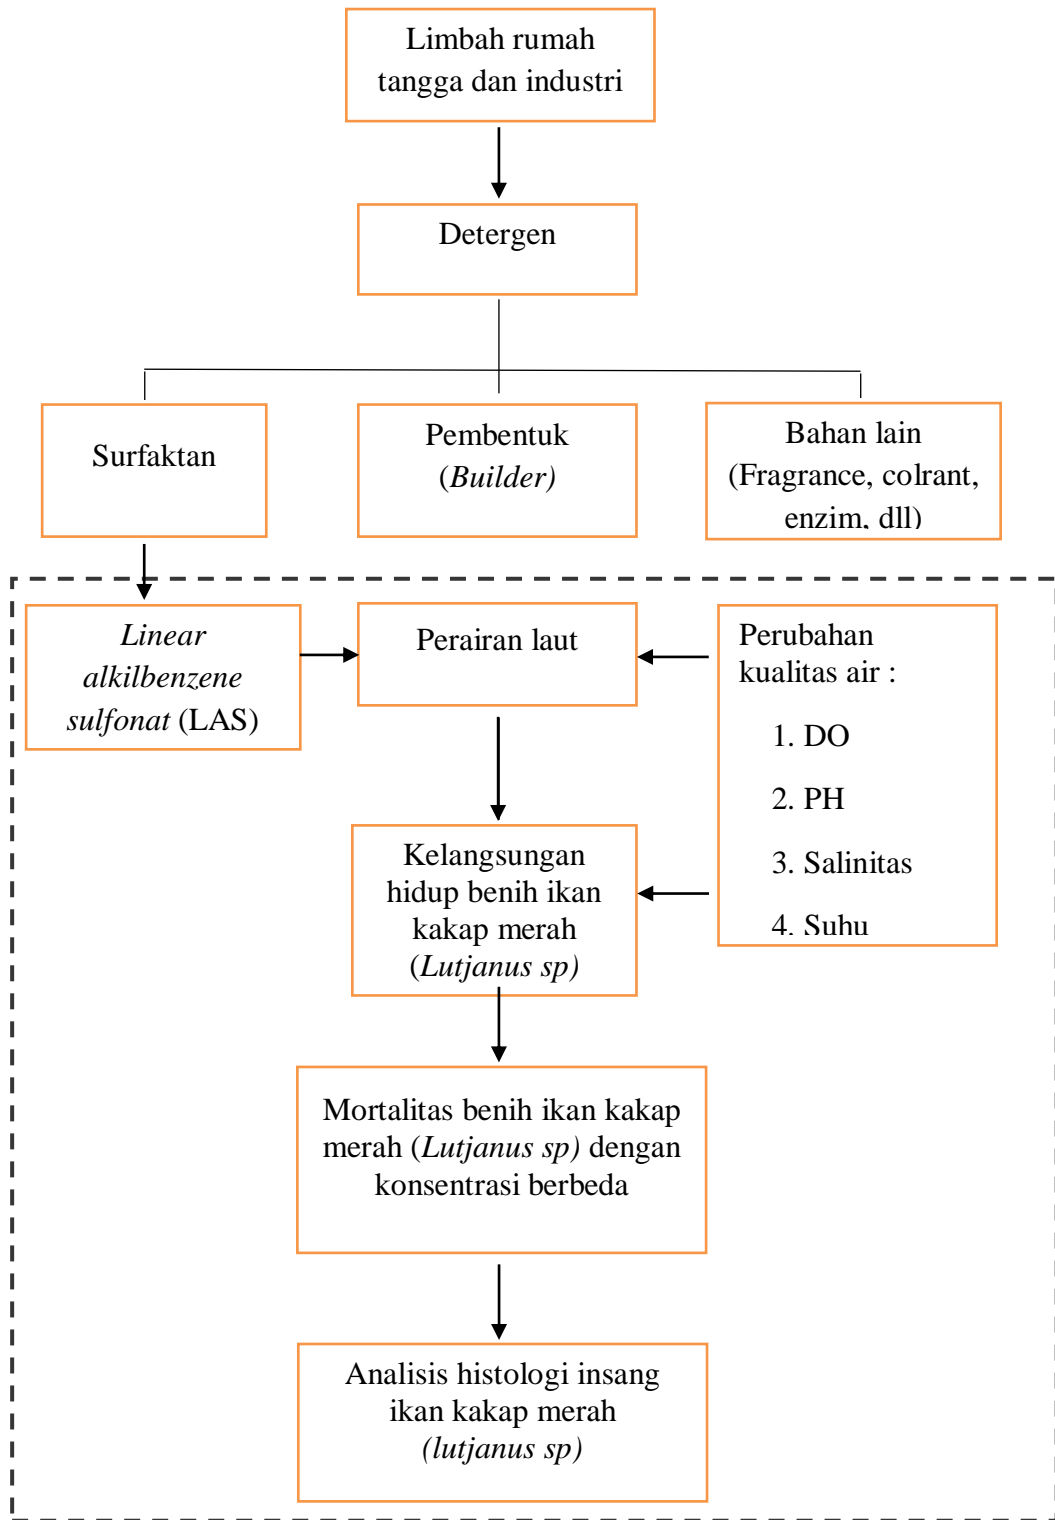 Limbah rumah
tangga dan industri
Detergen
Surfaktan
Pembentuk
(Builder)
Bahan lain
(Fragrance, colrant,
enzim, dll)
Linear
alkilbenzene
sulfonat (LAS)
Perairan laut
Perubahan
kualitas air :
1. DO
2. PH
3. Salinitas
4. Suhu
Kelangsungan
hidup benih ikan
kakap merah
(Lutjanus sp)
Mortalitas benih ikan kakap
merah (Lutjanus sp) dengan
konsentrasi berbeda
Analisis histologi insang
ikan kakap merah
(lutjanus sp)